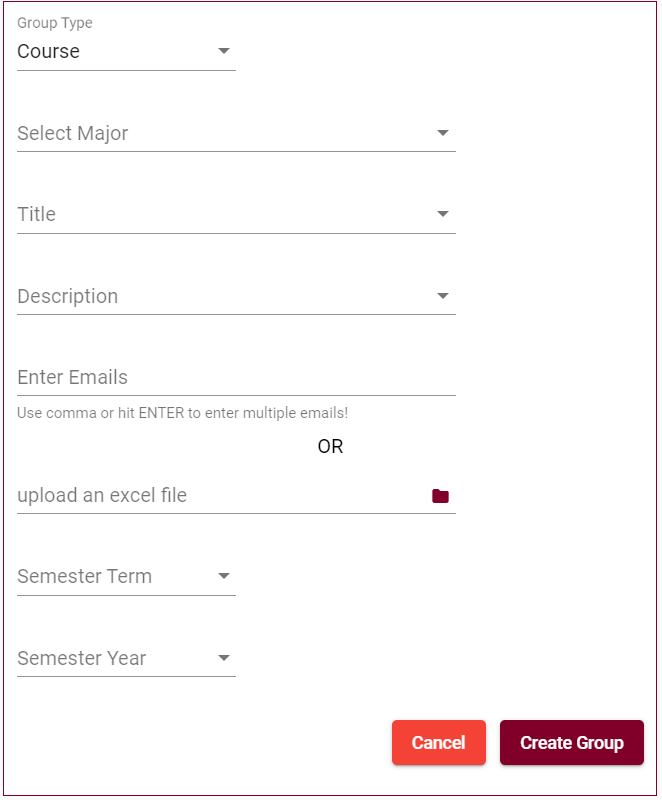 Group Type
Course
Select Major
Title
Description
Enter Emails
Use comma or hit ENTER to enter multiple emails!
OR
upload an excel file
Semester Term
Semester Year
Cancel Create Group